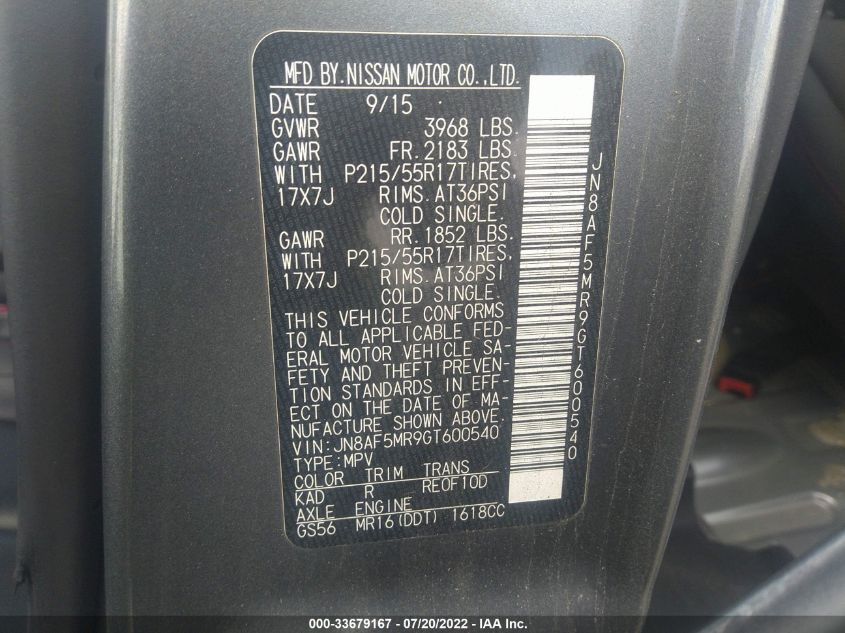 MFD BY.NISSAN MOTOR CO.,LTD.
DATE 9/15
GVWR 3968 LBS.
GAWR FR.2183 LBS.
WITH P215/55R17TIRES,
17X7J RIMS.AT36PSI
COLD SINGLE.
GAWR RR.1852 LBS.
WITH P215/55R17TIRES,
17X7J RIMS.AT36PSI
COLD SINGLE.
THIS VEHICLE CONFORMS
TO ALL APPLICABLE FED-
ERAL MOTOR VEHICLE SA-
FETY AND THEFT PREVEN-
TION STANDARDS IN EFF-
ECT ON THE DATE OF MA-
NUFACTURE SHOWN ABOVE.
VIN:JN8AF5MR9GT600540
TYPE:MPV
COLOR TRIM TRANS
KAD R RE0F10D
AXLE ENGINE
GS56 MR16(DDT) 1618CC
JN8AF5MR9GT600540
000-33679167 - 07/20/2022 - IAA Inc.